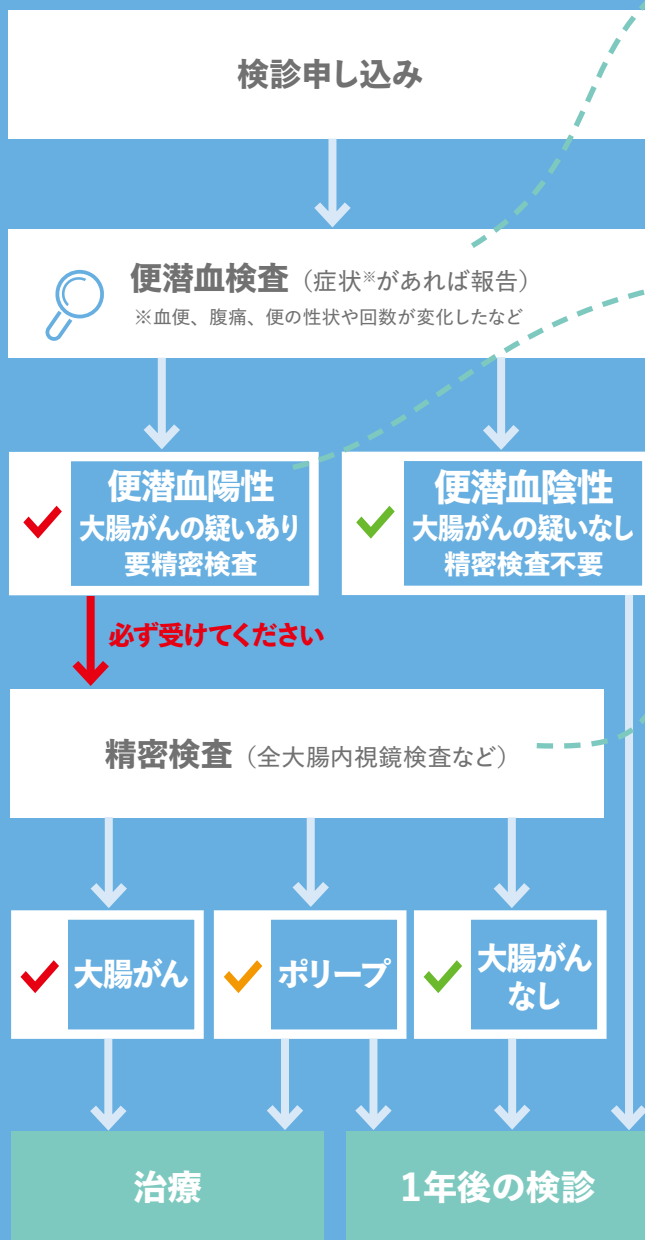 検診申し込み
便潜血検査（症状※があれば報告）
※血便、腹痛、便の性状や回数が変化したなど
便潜血陽性
大腸がんの疑いあり
要精密検査
便潜血陰性
大腸がんの疑いなし
精密検査不要
必ず受けてください
精密検査（全大腸内視鏡検査など）
大腸がん
ポリープ
大腸がん
なし
治療
1年後の検診